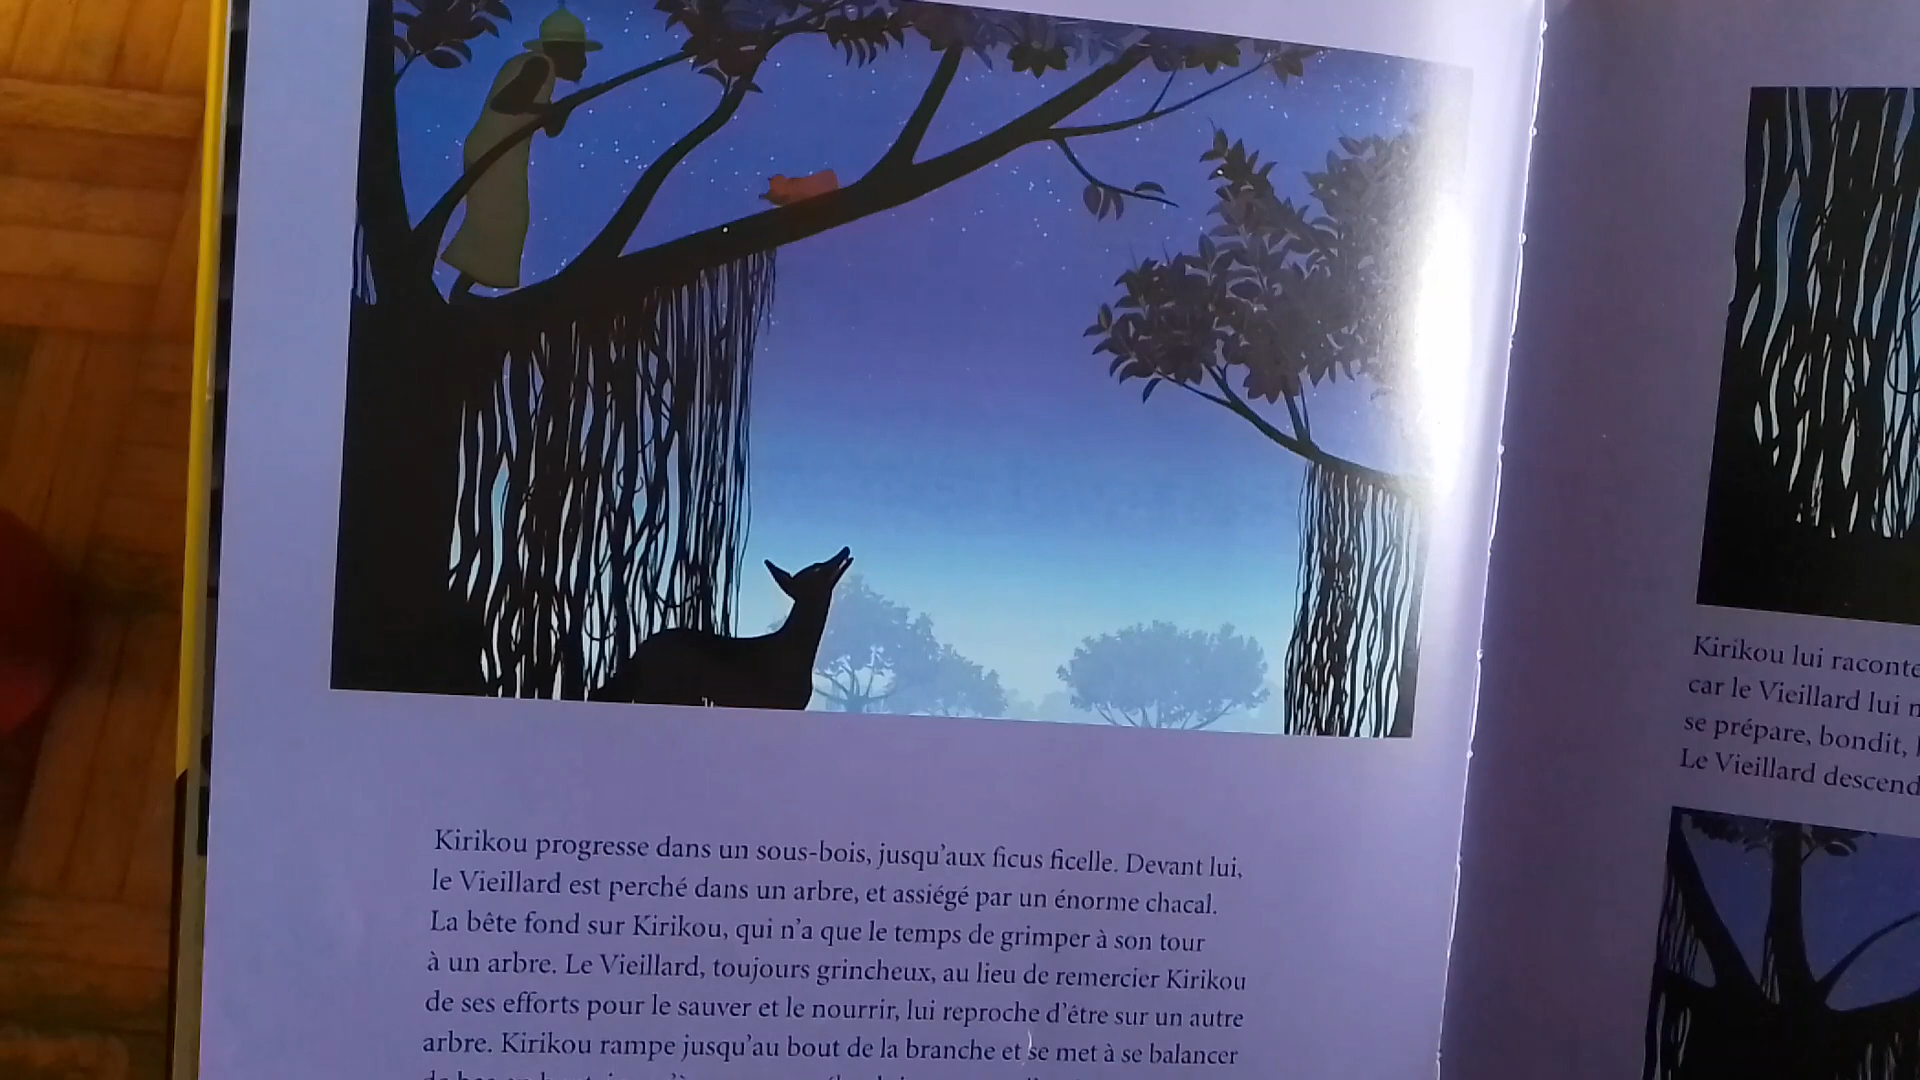 Kirikou progresse dans un sous-bois, jusqu'aux ficus ficelle. Devant lui,
le Vieillard est perché dans un arbre, et assiégé par un énorme chacal.
La bête fond sur Kirikou, qui n'a que le temps de grimper à son tour
à un arbre. Le Vieillard, toujours grincheux, au lieu de remercier Kirikou
de ses efforts pour le sauver et le nourrir, lui reproche d'être sur un autre
arbre. Kirikou rampe jusqu'au bout de la branche et se met à se balancer
Kirikou lui raconte
car le Vieillard lui
se prépare, bondit,
Le Vieillard descend